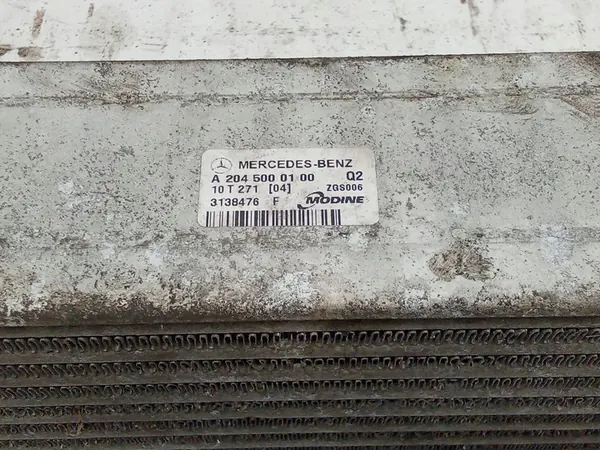 MERCEDES-BENZ
A 204 500 01 00 Q2
10 T 271 [04] ZGS006
3138476 F MODINE